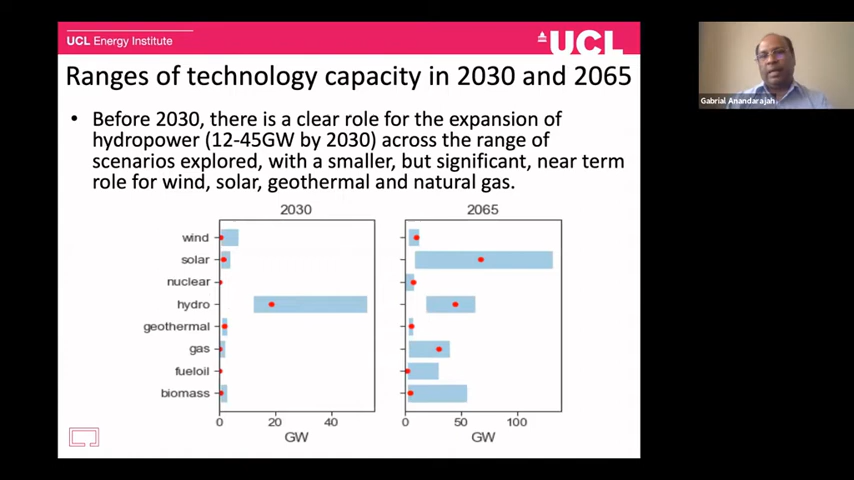 UCL Energy Institute
UCL
Ranges of technology capacity in 2030 and 2065
• Before 2030, there is a clear role for the expansion of
hydropower (12-45GW by 2030) across the range of
scenarios explored, with a smaller, but significant, near term
role for wind, solar, geothermal and natural gas.
2030
2065
wind
solar
nuclear
hydro
geothermal
gas
fueloil
biomass
0 20 40
0 50 100
GW
GW
Gabrial Anandarajah